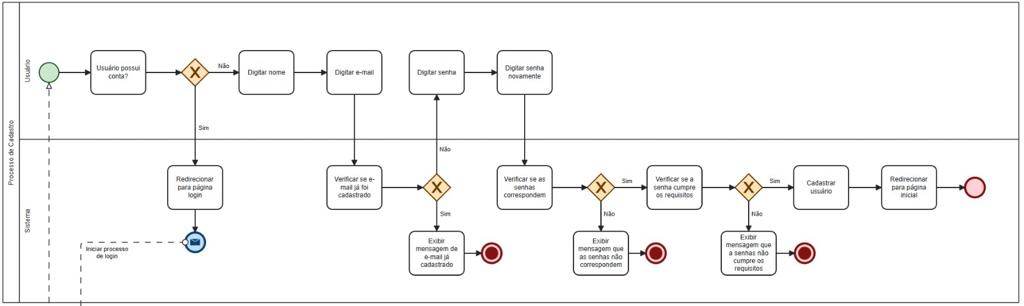 Processo de Cadastro
Usuário
Usuário possui
conta?
Não
Digitar nome
Digitar e-mail
Digitar senha
Digitar senha
novamente
Sim
Não
Sistema
Redirecionar
para página
login
Verificar se e-
mail já foi
cadastrado
Verificar se as
senhas
correspondem
Sim
Verificar se a
senha cumpre
os requisitos
Sim
Cadastrar
usuário
Redirecionar
para página
inicial
Sim
Não
Não
Iniciar processo
de login
Exibir
mensagem de
e-mail já
cadastrado
Exibir
mensagem que
as senhas não
correspondem
Exibir
mensagem que
a senhas não
cumpre os
requisitos